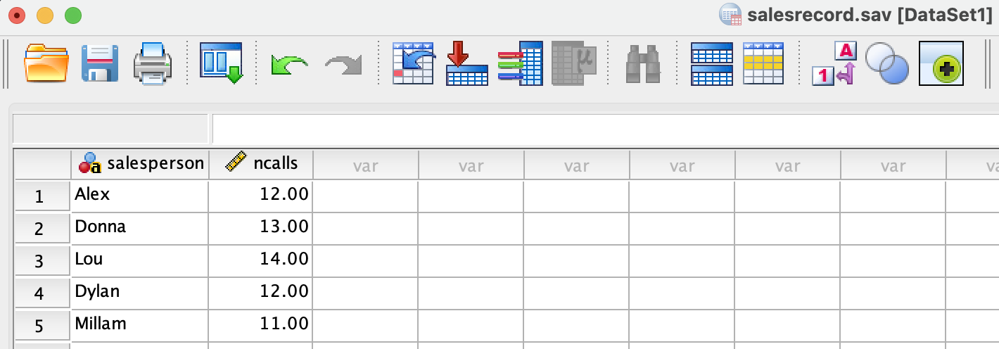 salesrecord.sav [DataSet1]
A
1
µ
a salesperson ncalls var var var var var var va
1 Alex 12.00
2 Donna 13.00
3 Lou 14.00
4 Dylan 12.00
5 Millam 11.00